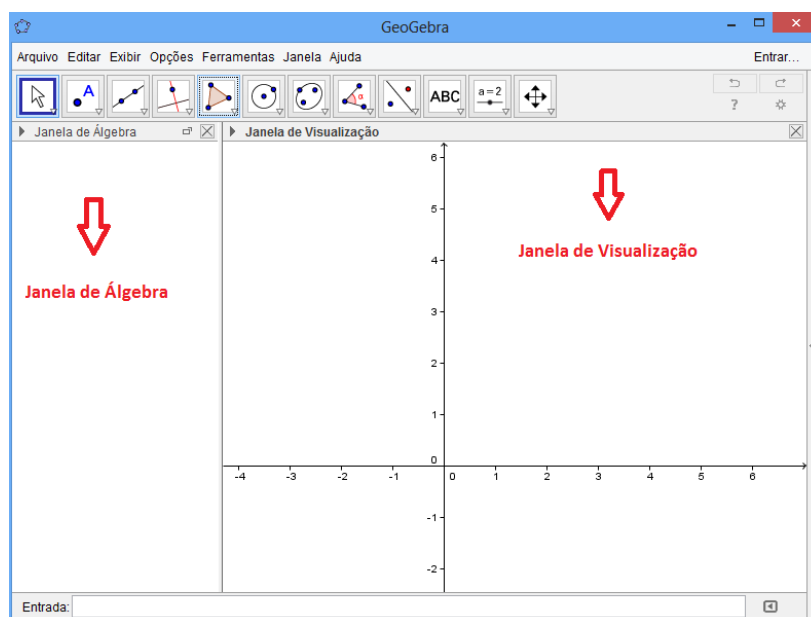 GeoGebra
Arquivo Editar Exibir Opções Ferramentas Janela Ajuda Entrar...
A ABC a=2
Janela de Álgebra Janela de Visualização
6
5
Janela de Visualização
4
Janela de Álgebra
3
2
1
0
-4 -3 -2 -1 0 1 2 3 4 5 6
-1
-2
Entrada: